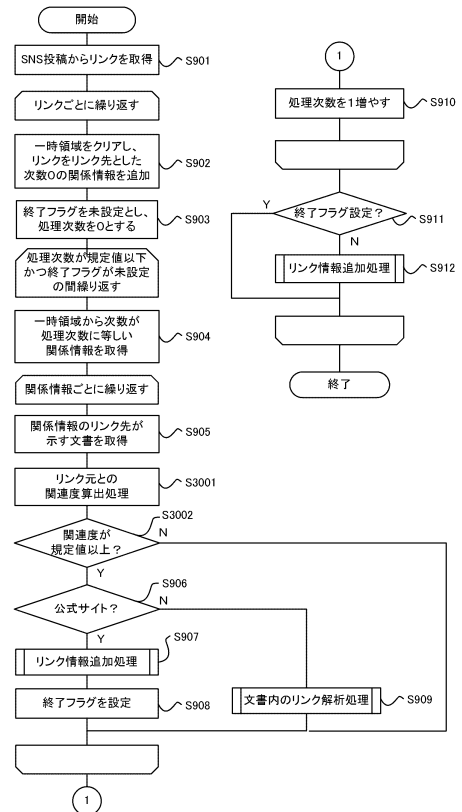 開始
SNS投稿からリンクを取得
S901
リンクごとに繰り返す
一時領域をクリアし、
リンクをリンク先とした
次数0の関係情報を追加
S902
終了フラグを未設定とし、
処理次数を0とする
S903
処理次数が規定値以下
かつ終了フラグが未設定
の間繰り返す
一時領域から次数が
処理次数に等しい
関係情報を取得
S904
関係情報ごとに繰り返す
関係情報のリンク先が
示す文書を取得
S905
リンク元との
関連度算出処理
S3001
関連度が
規定値以上?
S3002
N
Y
公式サイト?
S906
N
Y
リンク情報追加処理
S907
終了フラグを設定
S908
文書内のリンク解析処理
S909
1
1
処理次数を1増やす
S910
終了フラグ設定?
S911
Y
N
リンク情報追加処理
S912
終了